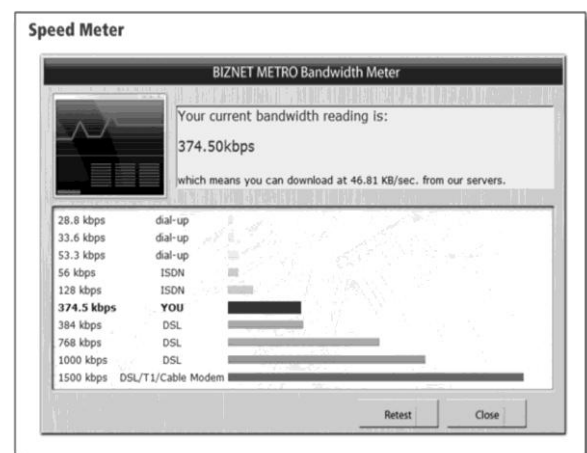 Speed Meter
BIZNET METRO Bandwidth Meter
Your current bandwidth reading is:
374.50kbps
which means you can download at 46.81 KB/sec. from our servers.
28.8 kbps dial-up
33.6 kbps dial-up
53.3 kbps dial-up
56 kbps ISDN
128 kbps ISDN
374.5 kbps YOU
384 kbps DSL
768 kbps DSL
1000 kbps DSL
1500 kbps DSL/T1/Cable Modem
Retest Close